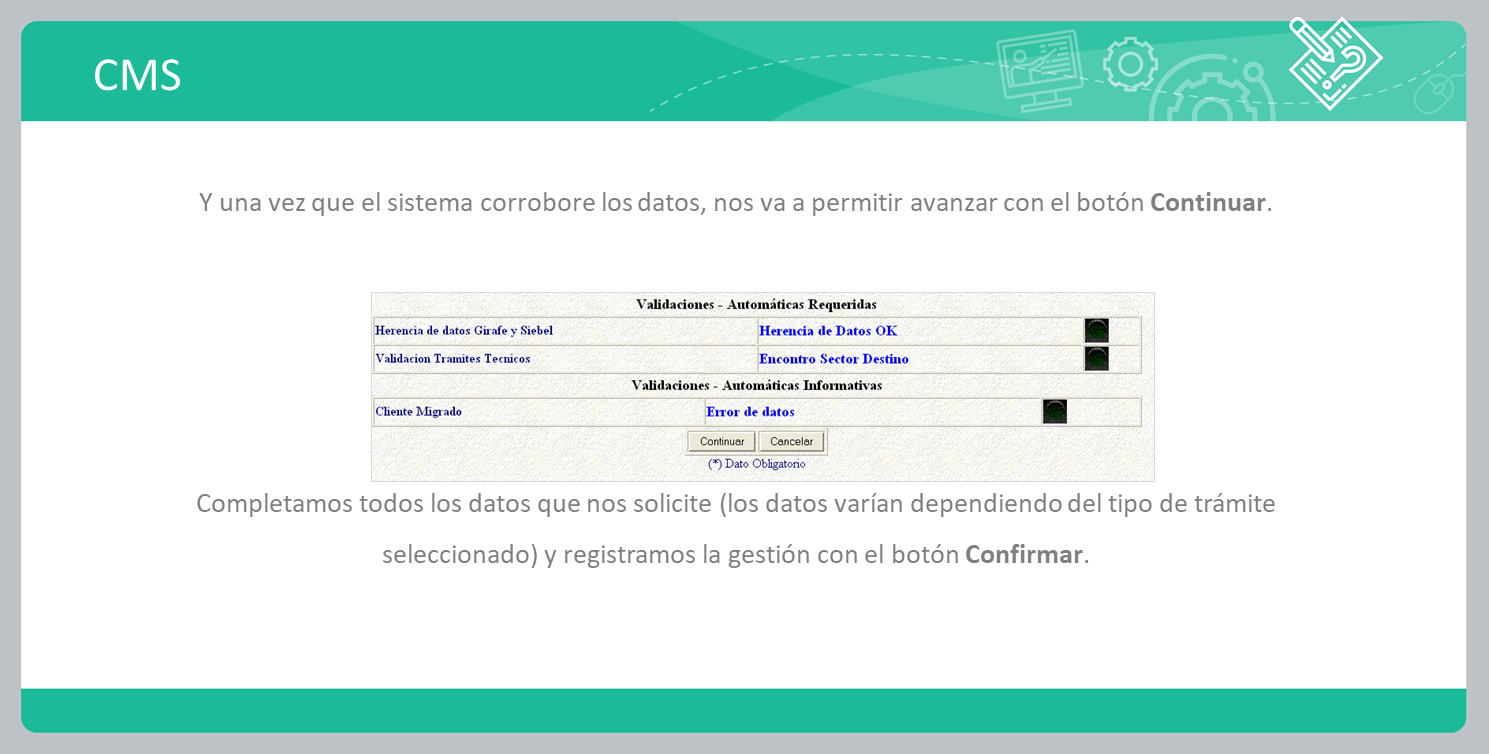 CMS
Y una vez que el sistema corrobore los datos, nos va a permitir avanzar con el botón Continuar.
Validaciones - Automáticas Requeridas
Herencia de datos Girafe y Siebel Herencia de Datos OK
Validacion Tramites Tecnicos Encontro Sector Destino
Validaciones - Automáticas Informativas
Cliente Migrado Error de datos
Continuar Cancelar
(*) Dato Obligatorio
Completamos todos los datos que nos solicite (los datos varían dependiendo del tipo de trámite
seleccionado) y registramos la gestión con el botón Confirmar.